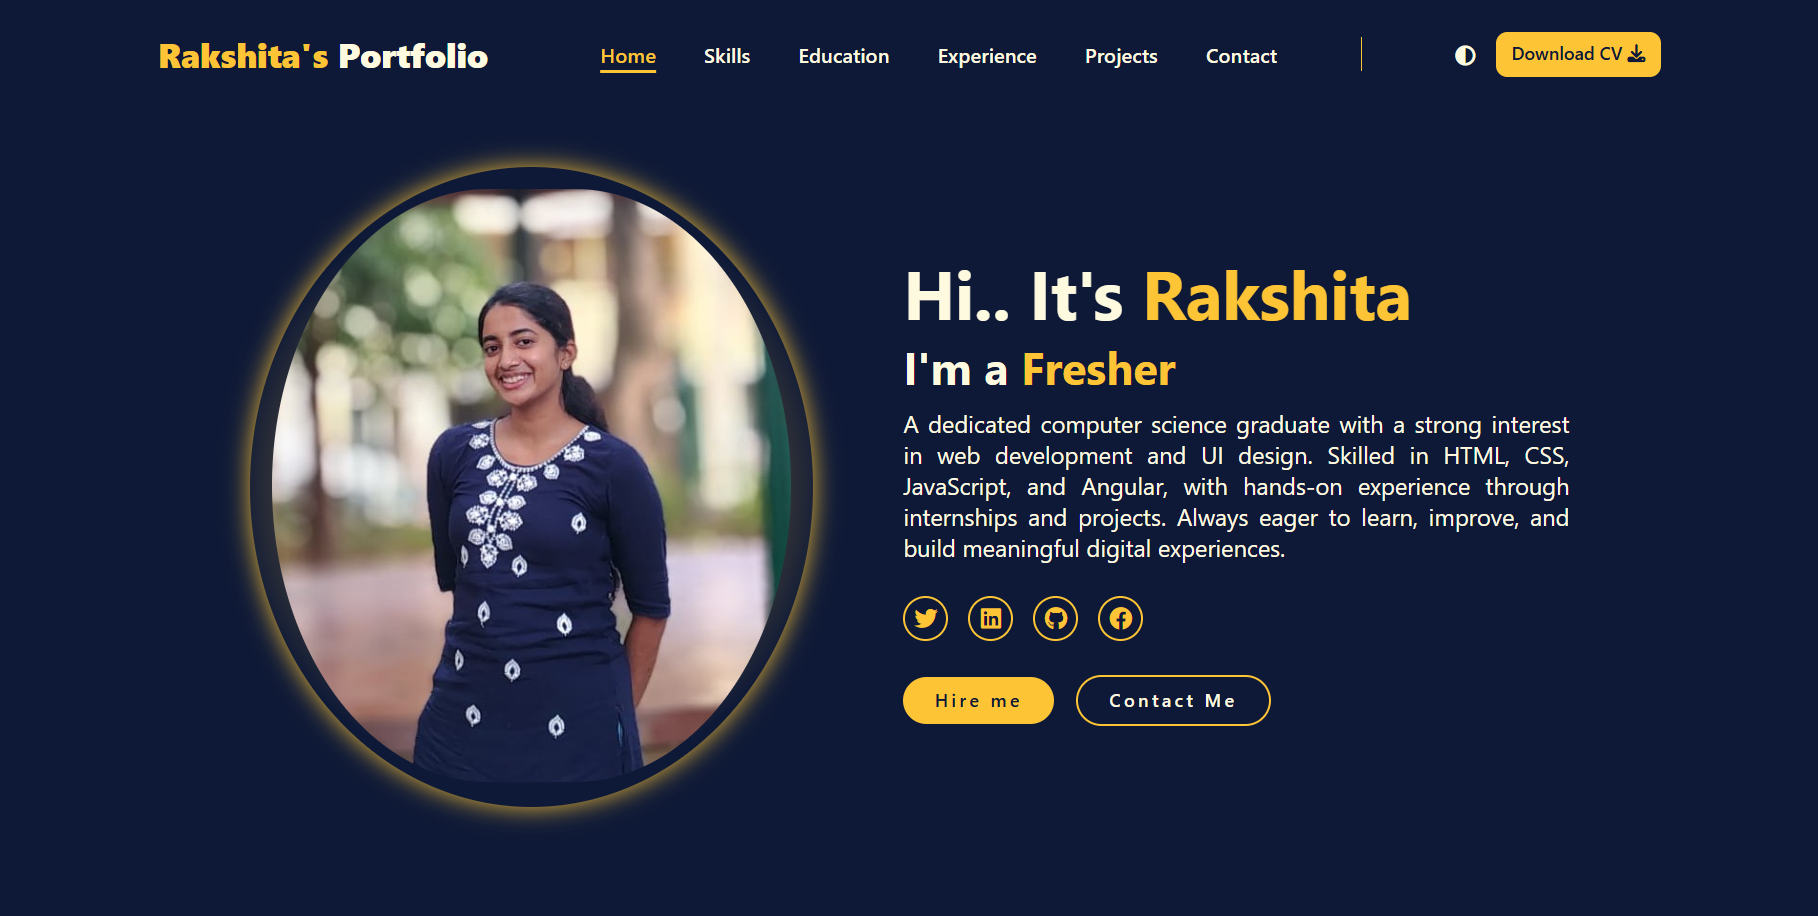 Rakshita's Portfolio
Home Skills Education Experience Projects Contact
Download CV
Hi.. It's Rakshita
I'm a Fresher
A dedicated computer science graduate with a strong interest
in web development and UI design. Skilled in HTML, CSS,
JavaScript, and Angular, with hands-on experience through
internships and projects. Always eager to learn, improve, and
build meaningful digital experiences.
Hire me Contact Me